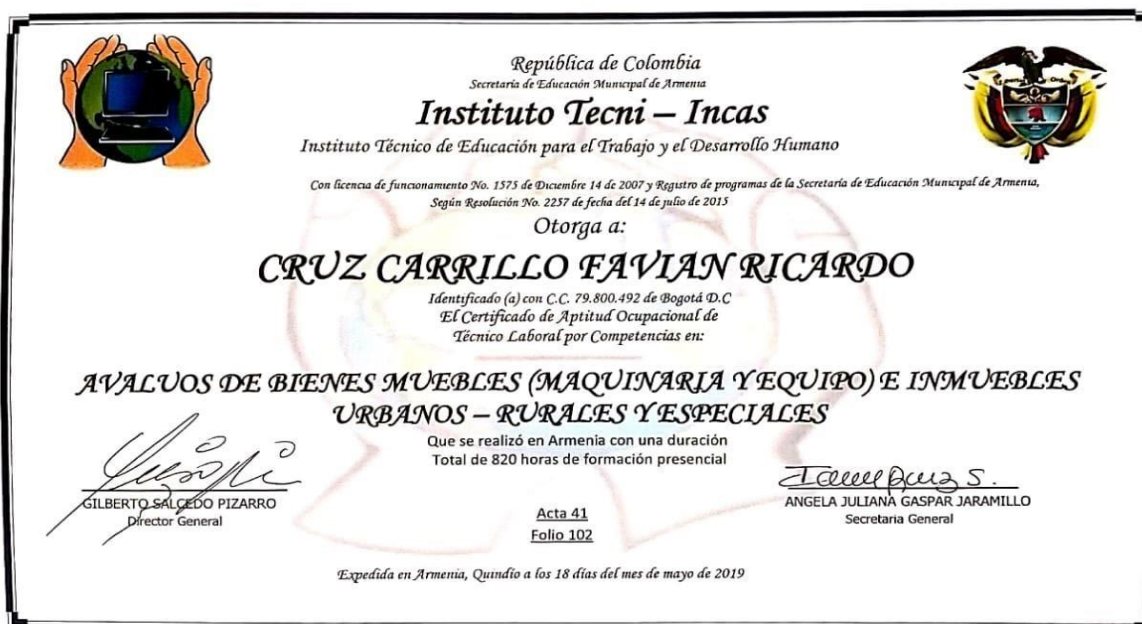 República de Colombia
Secretaría de Educación Municipal de Armenia
Instituto Tecni – Incas
Instituto Técnico de Educación para el Trabajo y el Desarrollo Humano
Con licencia de funcionamiento No. 1575 de Diciembre 14 de 2007 y Registro de programas de la Secretaría de Educación Municipal de Armenia,
Según Resolución No. 2257 de fecha del 14 de julio de 2015
Otorga a:
CRUZ CARRILLO FAVIAN RICARDO
Identificado (a) con C.C. 79.800.492 de Bogotá D.C
El Certificado de Aptitud Ocupacional de
Técnico Laboral por Competencias en:
AVALUOS DE BIENES MUEBLES (MAQUINARIA Y EQUIPO) E INMUEBLES
URBANOS – RURALES Y ESPECIALES
Que se realizó en Armenia con una duración
Total de 820 horas de formación presencial
GILBERTO SALCEDO PIZARRO
Director General
ANGELA JULIANA GASPAR JARAMILLO
Secretaria General
Acta 41
Folio 102
Expedida en Armenia, Quindío a los 18 días del mes de mayo de 2019